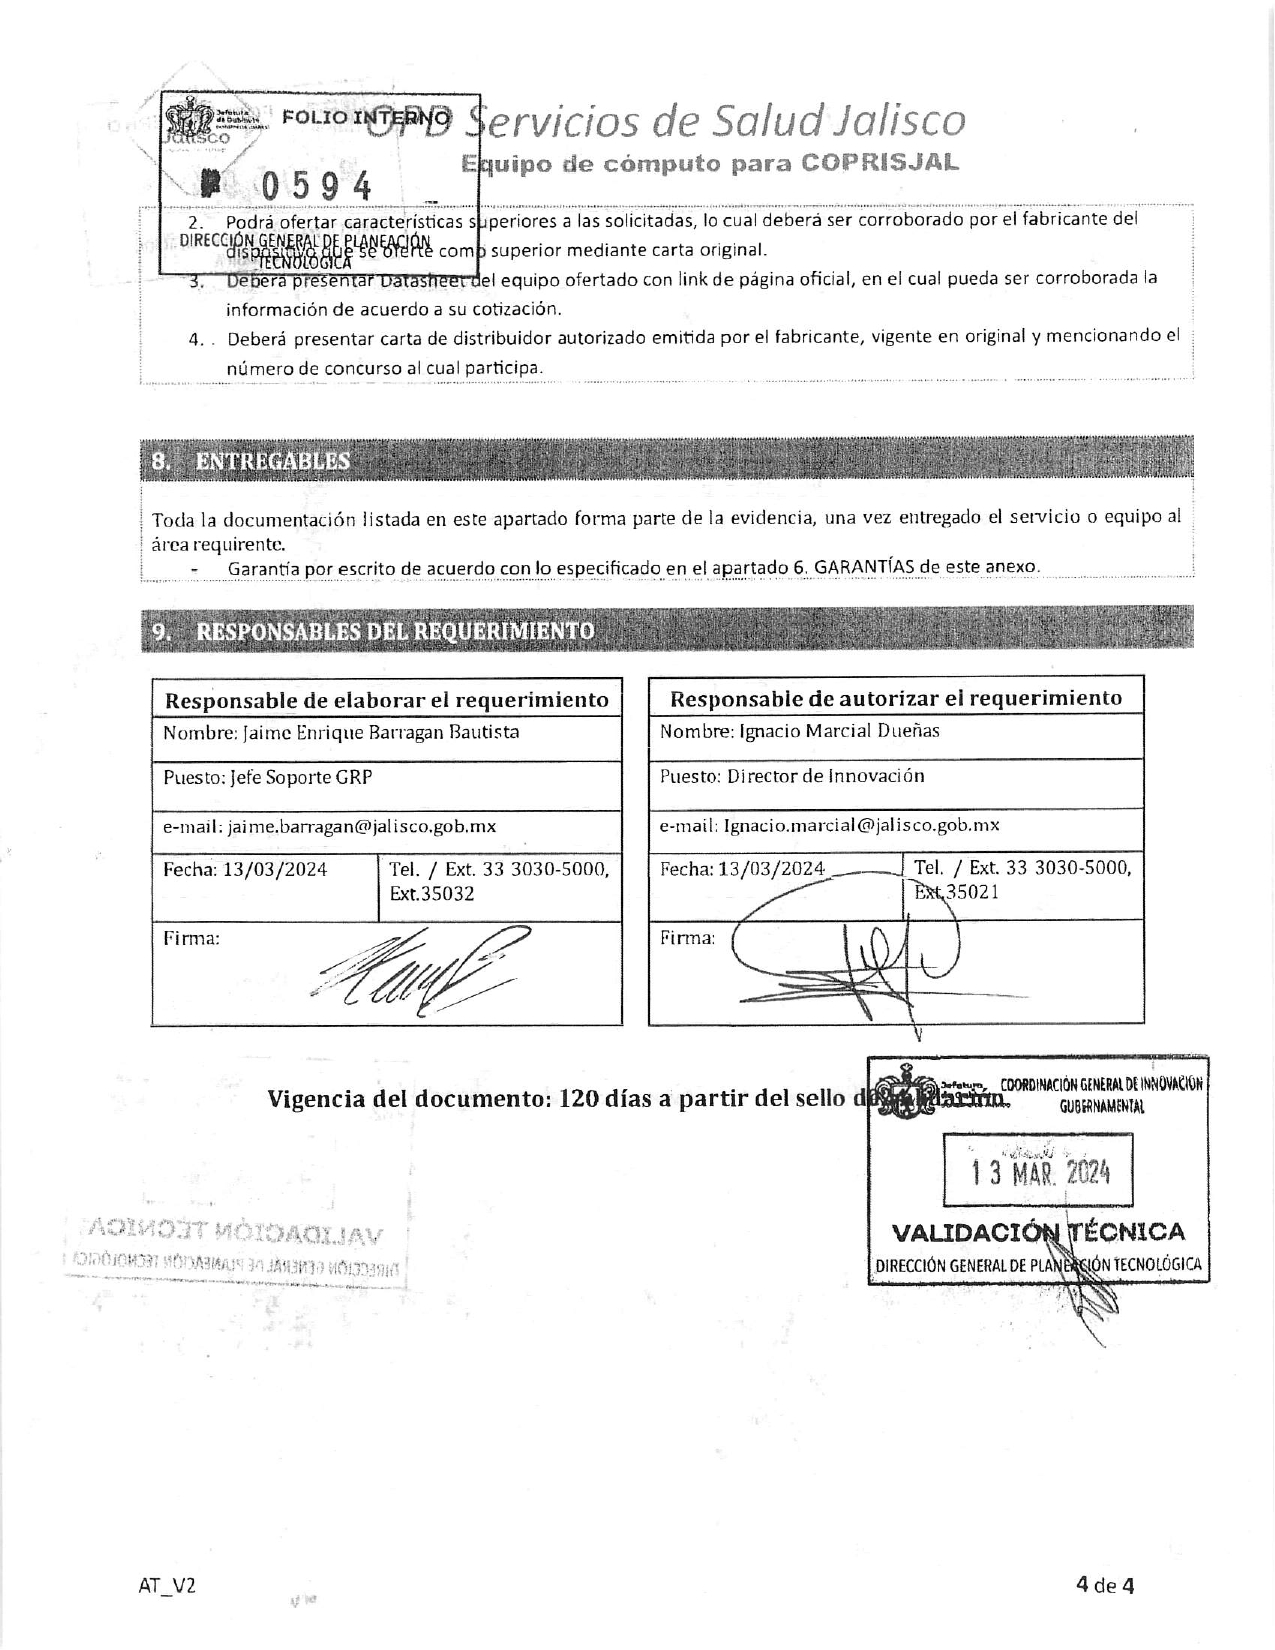 FOLIO INTERNO
Jalisco
0594
DIRECCIÓN GENERAL DE PLANEACIÓN
TECNOLÓGICA
OPD Servicios de Salud Jalisco
Equipo de cómputo para COPRISJAL
2. Podrá ofertar características superiores a las solicitadas, lo cual deberá ser corroborado por el fabricante del
dispositivo que se oferte como superior mediante carta original.
3. Deberá presentar Datasheet del equipo ofertado con link de página oficial, en el cual pueda ser corroborada la
información de acuerdo a su cotización.
4. . Deberá presentar carta de distribuidor autorizado emitida por el fabricante, vigente en original y mencionando el
número de concurso al cual participa.
8. ENTREGABLES
Toda la documentación listada en este apartado forma parte de la evidencia, una vez entregado el servicio o equipo al
área requirente.
- Garantía por escrito de acuerdo con lo especificado en el apartado 6. GARANTÍAS de este anexo.
9. RESPONSABLES DEL REQUERIMIENTO
Responsable de elaborar el requerimiento
Nombre: Jaime Enrique Barragan Bautista
Puesto: Jefe Soporte GRP
e-mail: jaime.barragan@jalisco.gob.mx
Fecha: 13/03/2024
Tel. / Ext. 33 3030-5000,
Ext.35032
Firma:
Responsable de autorizar el requerimiento
Nombre: Ignacio Marcial Dueñas
Puesto: Director de Innovación
e-mail: Ignacio.marcial@jalisco.gob.mx
Fecha: 13/03/2024
Tel. / Ext. 33 3030-5000,
Ext.35021
Firma:
Vigencia del documento: 120 días a partir del sello de validación.
Jefatura
COORDINACIÓN GENERAL DE INNOVACIÓN
GUBERNAMENTAL
13 MAR. 2024
VALIDACIÓN TÉCNICA
DIRECCIÓN GENERAL DE PLANEACIÓN TECNOLÓGICA
VALIDACIÓN TECNICA
DIRECCIÓN GENERAL DE PLANEACIÓN TECNOLÓGICA
AT_V2
4 de 4